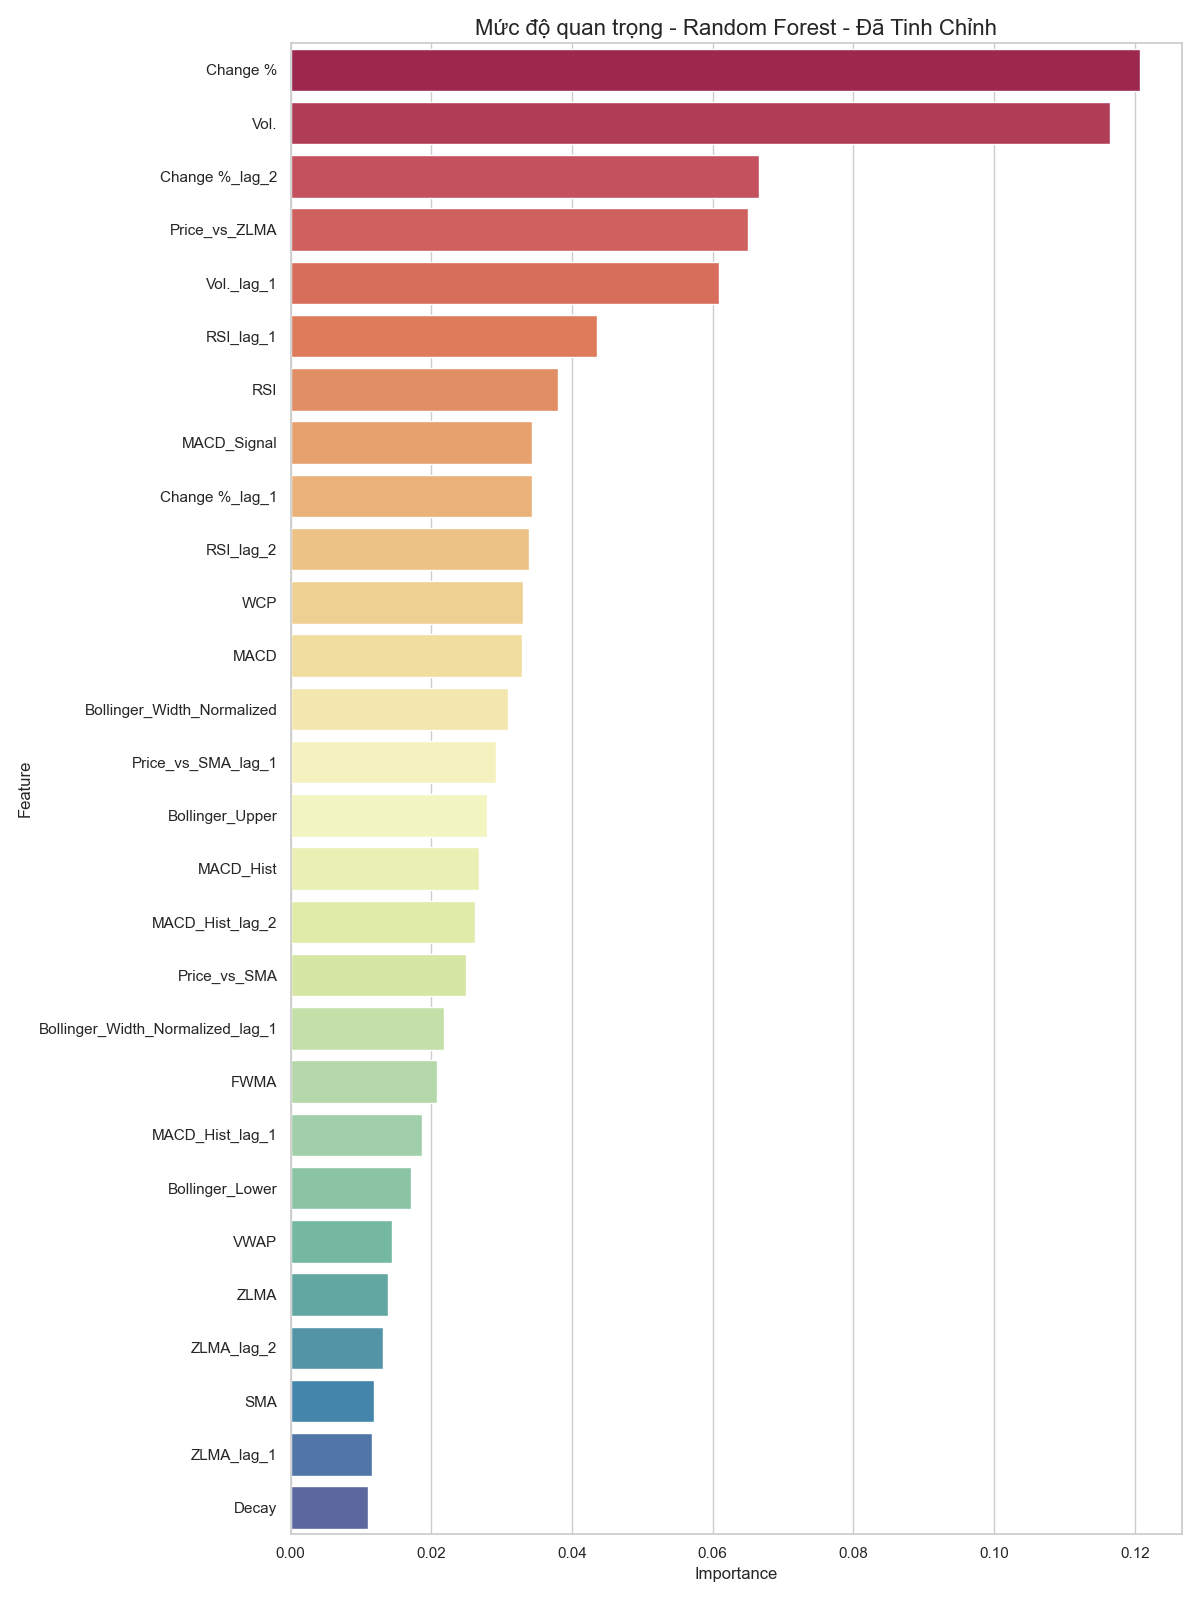 Mức độ quan trọng - Random Forest - Đã Tinh Chỉnh
Change %
Vol.
Change %_lag_2
Price_vs_ZLMA
Vol._lag_1
RSI_lag_1
RSI
MACD_Signal
Change %_lag_1
RSI_lag_2
WCP
MACD
Bollinger_Width_Normalized
Price_vs_SMA_lag_1
Bollinger_Upper
MACD_Hist
MACD_Hist_lag_2
Price_vs_SMA
Bollinger_Width_Normalized_lag_1
FWMA
MACD_Hist_lag_1
Bollinger_Lower
VWAP
ZLMA
ZLMA_lag_2
SMA
ZLMA_lag_1
Decay
Feature
0.00 0.02 0.04 0.06 0.08 0.10 0.12
Importance